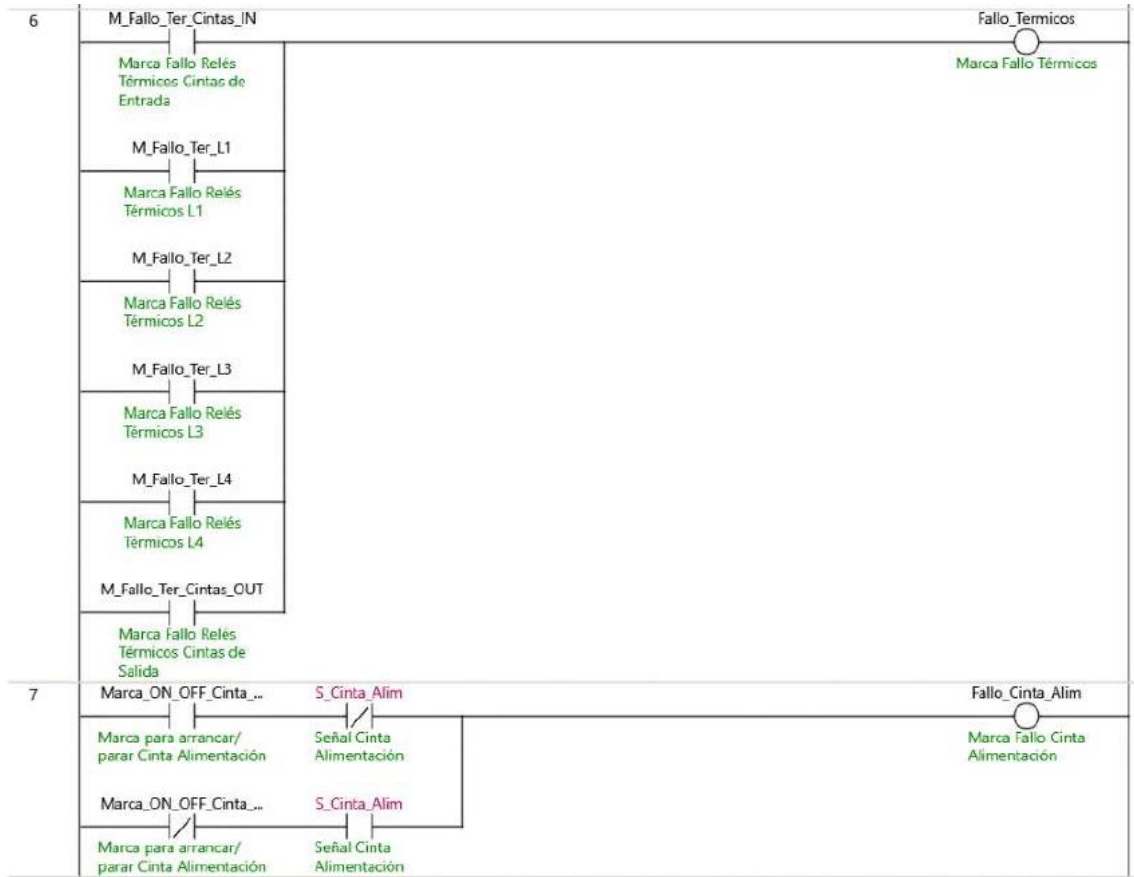 6
M_Fallo_Ter_Cintas_IN
Fallo_Termicos
Marca Fallo Relés
Térmicos Cintas de
Entrada
Marca Fallo Térmicos
M_Fallo_Ter_L1
Marca Fallo Relés
Térmicos L1
M_Fallo_Ter_L2
Marca Fallo Relés
Térmicos L2
M_Fallo_Ter_L3
Marca Fallo Relés
Térmicos L3
M_Fallo_Ter_L4
Marca Fallo Relés
Térmicos L4
M_Fallo_Ter_Cintas_OUT
Marca Fallo Relés
Térmicos Cintas de
Salida
7
Marca_ON_OFF_Cinta_...
S_Cinta_Alim
Fallo_Cinta_Alim
Marca para arrancar/
parar Cinta Alimentación
Señal Cinta
Alimentación
Marca Fallo Cinta
Alimentación
Marca_ON_OFF_Cinta_...
S_Cinta_Alim
Marca para arrancar/
parar Cinta Alimentación
Señal Cinta
Alimentación